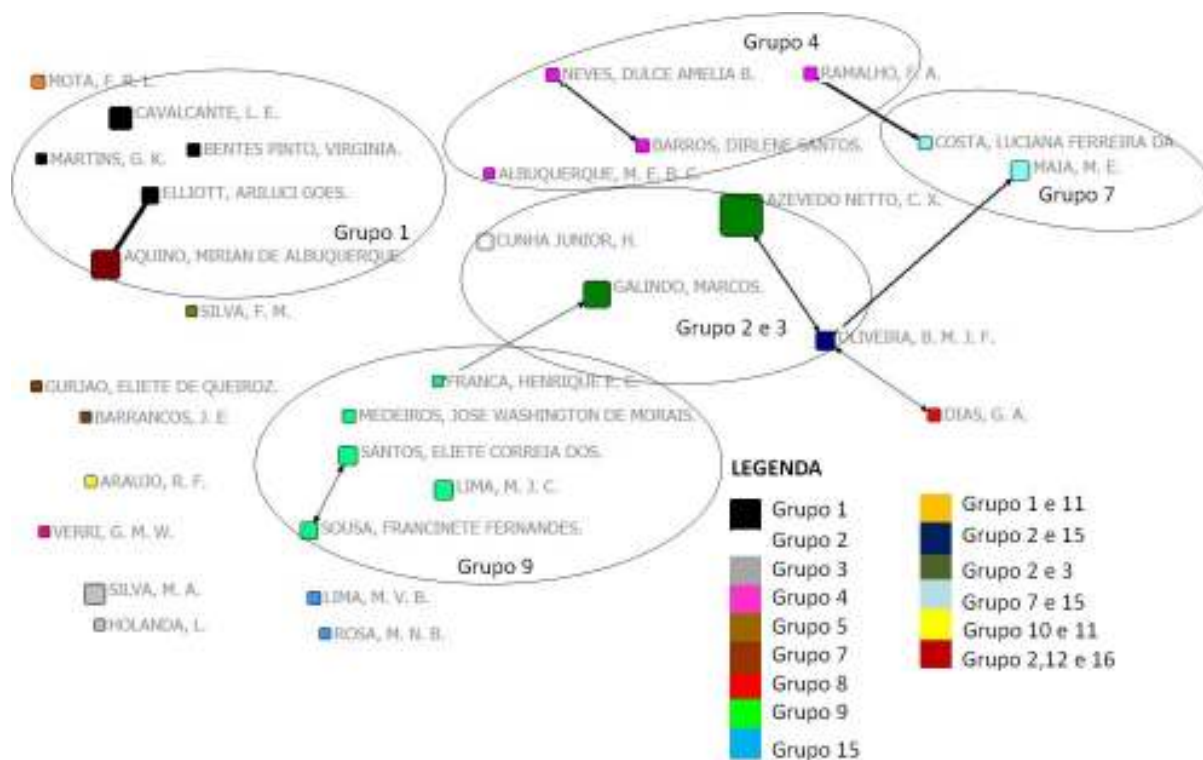 Grupo 4
NEVES, DULCE AMELIA B.
RAMALHO, F. A.
MOTA, F. R. L.
CAVALCANTE, L. E.
BARROS, DIRLENE SANTOS.
COSTA, LUCIANA FERREIRA DA.
MARTINS, G. K.
BENTES PINTO, VIRGINIA.
ALBUQUERQUE, M. E. B. C.
MAIA, M. E.
ELLIOTT, ARILUCI GOES.
AZEVEDO NETTO, C. X.
Grupo 7
Grupo 1
CUNHA JUNIOR, H.
AQUINO, MIRIAN DE ALBUQUERQUE.
GALINDO, MARCOS.
SILVA, F. M.
Grupo 2 e 3
OLIVEIRA, B. M. J. F.
GURJAO, ELIETE DE QUEIROZ.
FRANCA, HENRIQUE E. C.
BARRANCOS, J. E.
MEDEIROS, JOSE WASHINGTON DE MORAIS.
DIAS, G. A.
SANTOS, ELIETE CORREIA DOS.
ARAUJO, R. F.
LIMA, M. J. C.
VERRI, G. M. W.
SOUSA, FRANCINETE FERNANDES.
Grupo 9
SILVA, M. A.
LIMA, M. V. B.
HOLANDA, L.
ROSA, M. N. B.
LEGENDA
Grupo 1
Grupo 2
Grupo 3
Grupo 4
Grupo 5
Grupo 7
Grupo 8
Grupo 9
Grupo 15
Grupo 1 e 11
Grupo 2 e 15
Grupo 2 e 3
Grupo 7 e 15
Grupo 10 e 11
Grupo 2,12 e 16